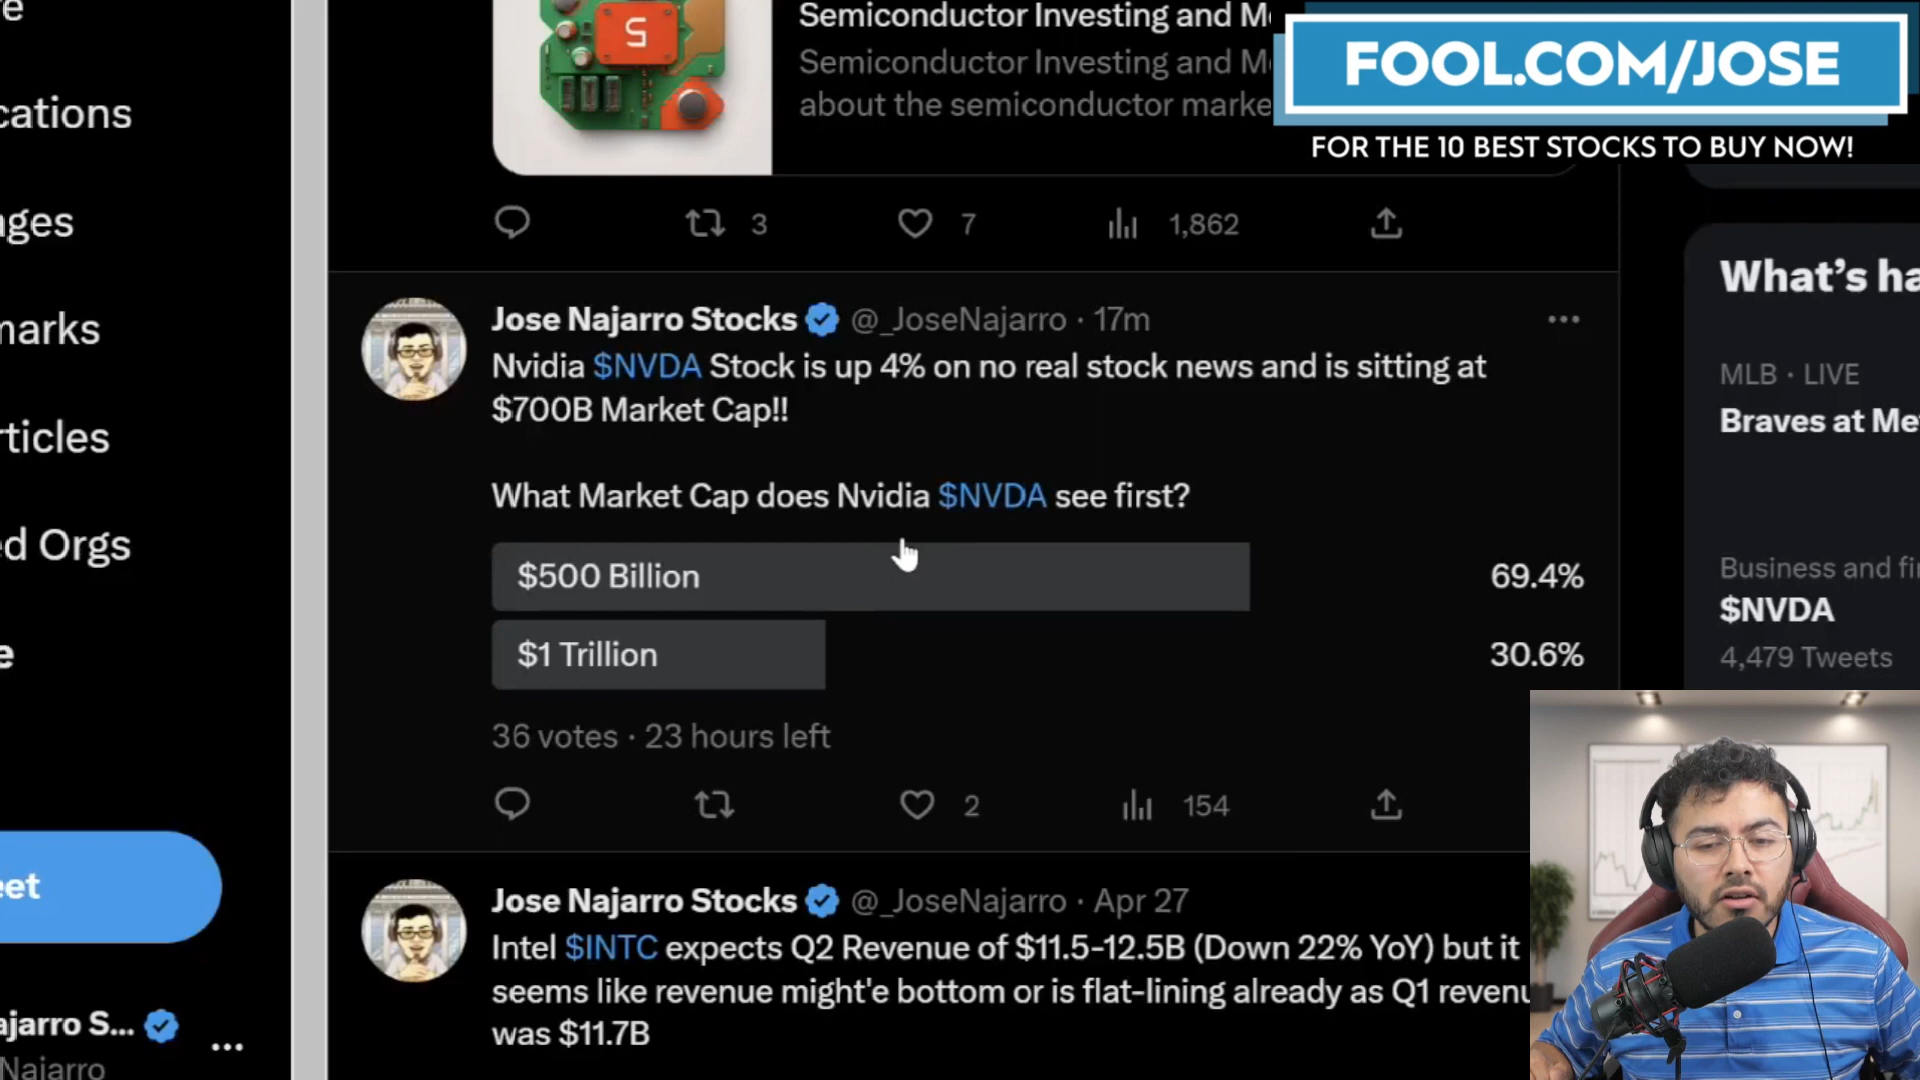 Semiconductor Investing and M
Semiconductor Investing and M
about the semiconductor marke
FOOL.COM/JOSE
FOR THE 10 BEST STOCKS TO BUY NOW!
cations
ages
marks
rticles
ed Orgs
e
eet
ajarro S... ...
Najarro
3 7 1,862
Jose Najarro Stocks @_JoseNajarro · 17m ...
Nvidia $NVDA Stock is up 4% on no real stock news and is sitting at
$700B Market Cap!!
What Market Cap does Nvidia $NVDA see first?
$500 Billion 69.4%
$1 Trillion 30.6%
36 votes · 23 hours left
2 154
Jose Najarro Stocks @_JoseNajarro · Apr 27
Intel $INTC expects Q2 Revenue of $11.5-12.5B (Down 22% YoY) but it
seems like revenue might'e bottom or is flat-lining already as Q1 revenu
was $11.7B
What's ha
MLB · LIVE
Braves at Me
Business and fi
$NVDA
4,479 Tweets